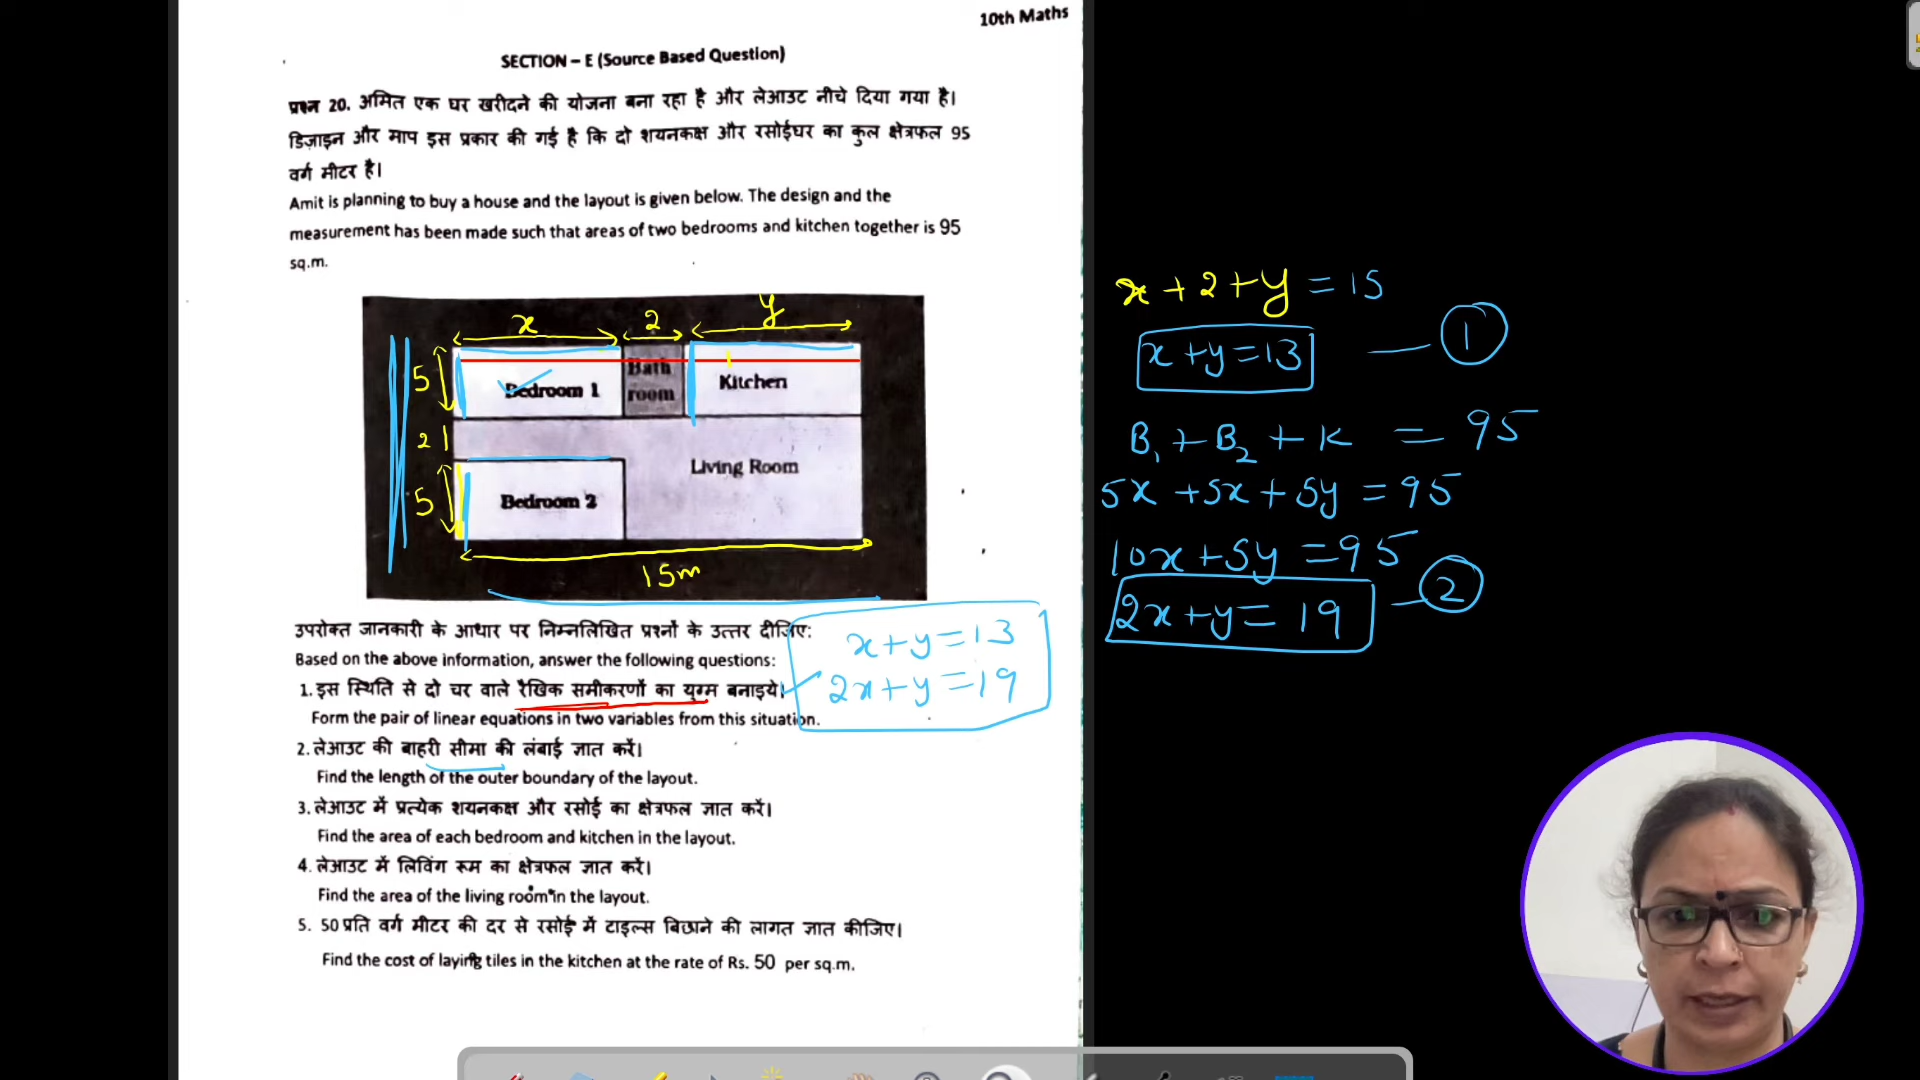 10th Maths
SECTION – E (Source Based Question)
प्रश्न 20. अमित एक घर खरीदने की योजना बना रहा है और लेआउट नीचे दिया गया है।
डिज़ाइन और माप इस प्रकार की गई है कि दो शयनकक्ष और रसोईघर का कुल क्षेत्रफल 95
वर्ग मीटर है।
Amit is planning to buy a house and the layout is given below. The design and the
measurement has been made such that areas of two bedrooms and kitchen together is 95
sq.m.
x 2 y
5 Bedroom 1 Bath room Kitchen
2
Living Room
5 Bedroom 2
15m
उपरोक्त जानकारी के आधार पर निम्नलिखित प्रश्नों के उत्तर दीजिए:
Based on the above information, answer the following questions:
1. इस स्थिति से दो चर वाले रैखिक समीकरणों का युग्म बनाइये।
Form the pair of linear equations in two variables from this situation.
x+y=13
2x+y=19
2. लेआउट की बाहरी सीमा की लंबाई ज्ञात करें।
Find the length of the outer boundary of the layout.
3. लेआउट में प्रत्येक शयनकक्ष और रसोई का क्षेत्रफल ज्ञात करें।
Find the area of each bedroom and kitchen in the layout.
4. लेआउट में लिविंग रूम का क्षेत्रफल ज्ञात करें।
Find the area of the living room in the layout.
5. 50 प्रति वर्ग मीटर की दर से रसोई में टाइल्स बिछाने की लागत ज्ञात कीजिए।
Find the cost of laying tiles in the kitchen at the rate of Rs. 50 per sq.m.
x + 2 + y = 15
x + y = 13 — 1
B₁ + B₂ + K = 95
5x + 5x + 5y = 95
10x + 5y = 95
2x + y = 19 — 2